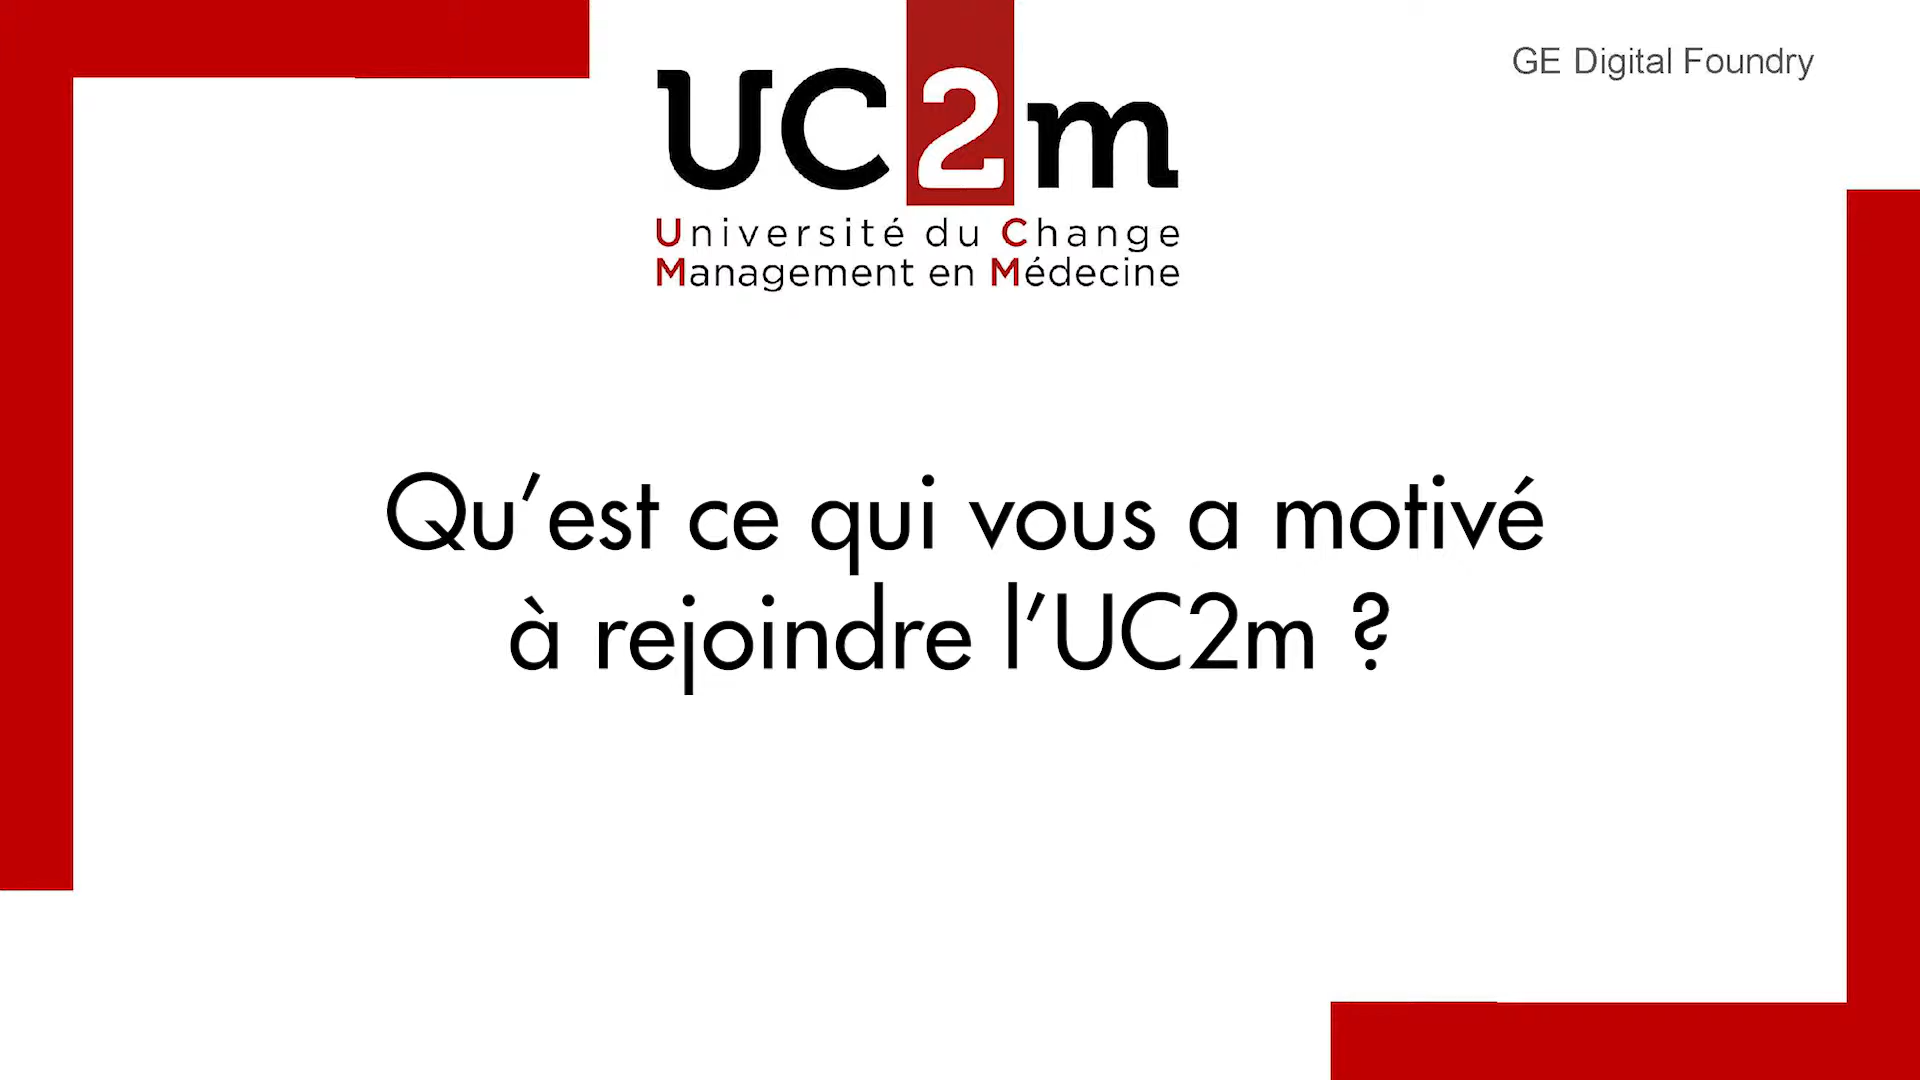 GE Digital Foundry
UC2m
Université du Change
Management en Médecine
Qu’est ce qui vous a motivé
à rejoindre l’UC2m ?